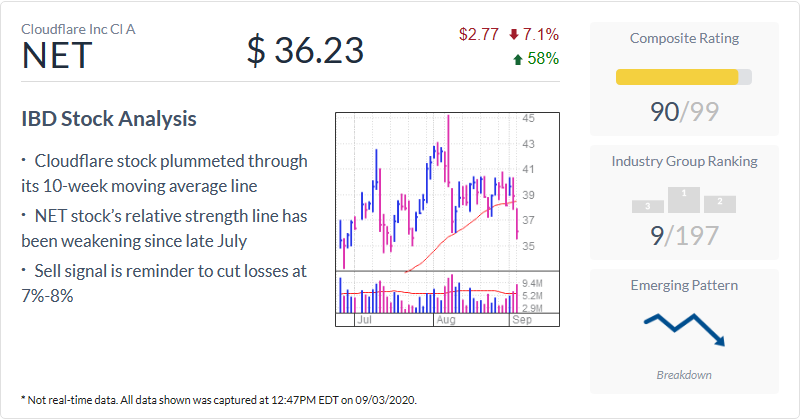 Cloudflare Inc Cl A
NET
$ 36.23
$2.77 7.1%
58%
Composite Rating
90/99
IBD Stock Analysis
· Cloudflare stock plummeted through
its 10-week moving average line
· NET stock’s relative strength line has
been weakening since late July
· Sell signal is reminder to cut losses at
7%-8%
45
43
41
39
37
35
9.4M
5.2M
2.9M
Jul Aug Sep
Industry Group Ranking
3 1 2
9/197
Emerging Pattern
Breakdown
* Not real-time data. All data shown was captured at 12:47PM EDT on 09/03/2020.